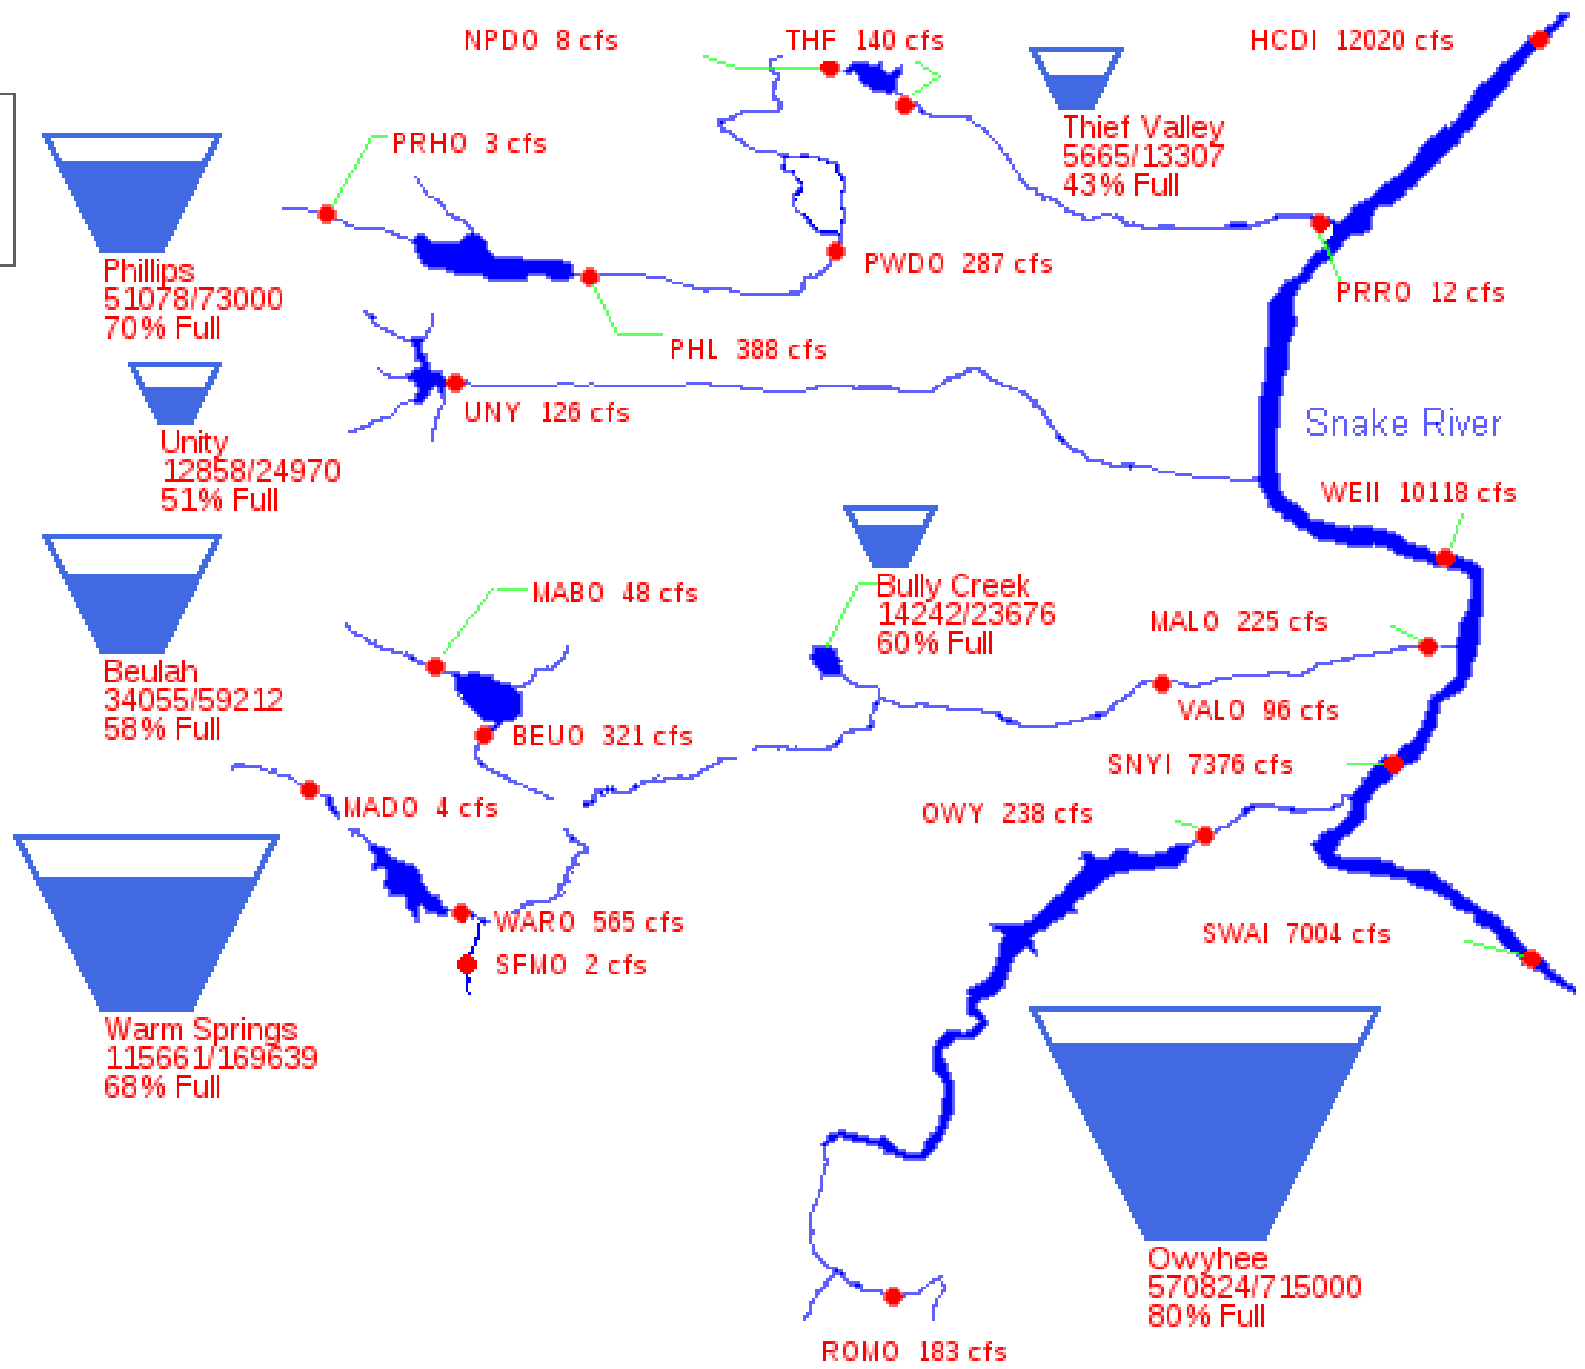 NPDO 8 cfs
THF 140 cfs
HCDI 12020 cfs
Thief Valley
5665/13307
43% Full
PRHO 3 cfs
Phillips
51078/73000
70% Full
PWDO 287 cfs
PRRO 12 cfs
PHL 388 cfs
UNY 126 cfs
Unity
12858/24970
51% Full
Snake River
WEII 10118 cfs
Bully Creek
14242/23676
60% Full
MABO 48 cfs
MALO 225 cfs
Beulah
34055/59212
58% Full
VALO 96 cfs
BEUO 321 cfs
SNYI 7376 cfs
MADO 4 cfs
OWY 238 cfs
WARO 565 cfs
SWAI 7004 cfs
SFMO 2 cfs
Warm Springs
115661/169639
68% Full
Owyhee
570824/715000
80% Full
ROMO 183 cfs